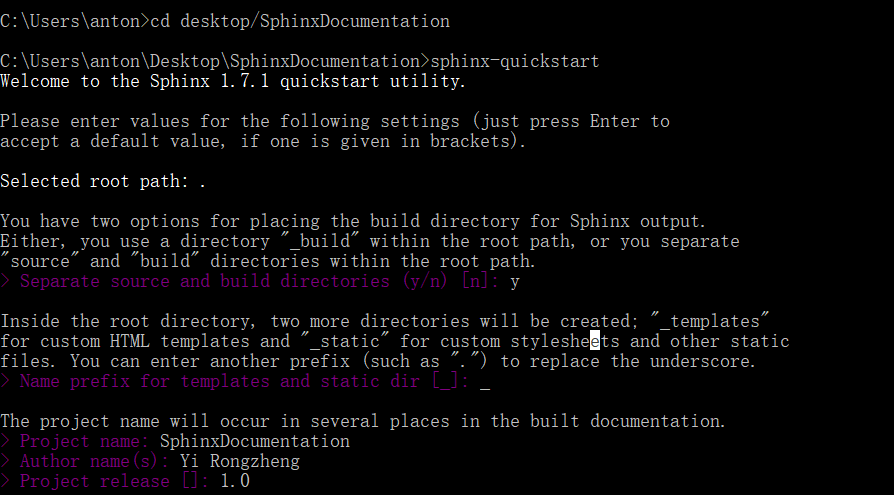 C:\Users\anton>cd desktop/SphinxDocumentation
C:\Users\anton\Desktop\SphinxDocumentation>sphinx-quickstart
Welcome to the Sphinx 1.7.1 quickstart utility.
Please enter values for the following settings (just press Enter to
accept a default value, if one is given in brackets).
Selected root path: .
You have two options for placing the build directory for Sphinx output.
Either, you use a directory "_build" within the root path, or you separate
"source" and "build" directories within the root path.
> Separate source and build directories (y/n) [n]: y
Inside the root directory, two more directories will be created; "_templates"
for custom HTML templates and "_static" for custom stylesheets and other static
files. You can enter another prefix (such as ".") to replace the underscore.
> Name prefix for templates and static dir [_]: _
The project name will occur in several places in the built documentation.
> Project name: SphinxDocumentation
> Author name(s): Yi Rongzheng
> Project release []: 1.0